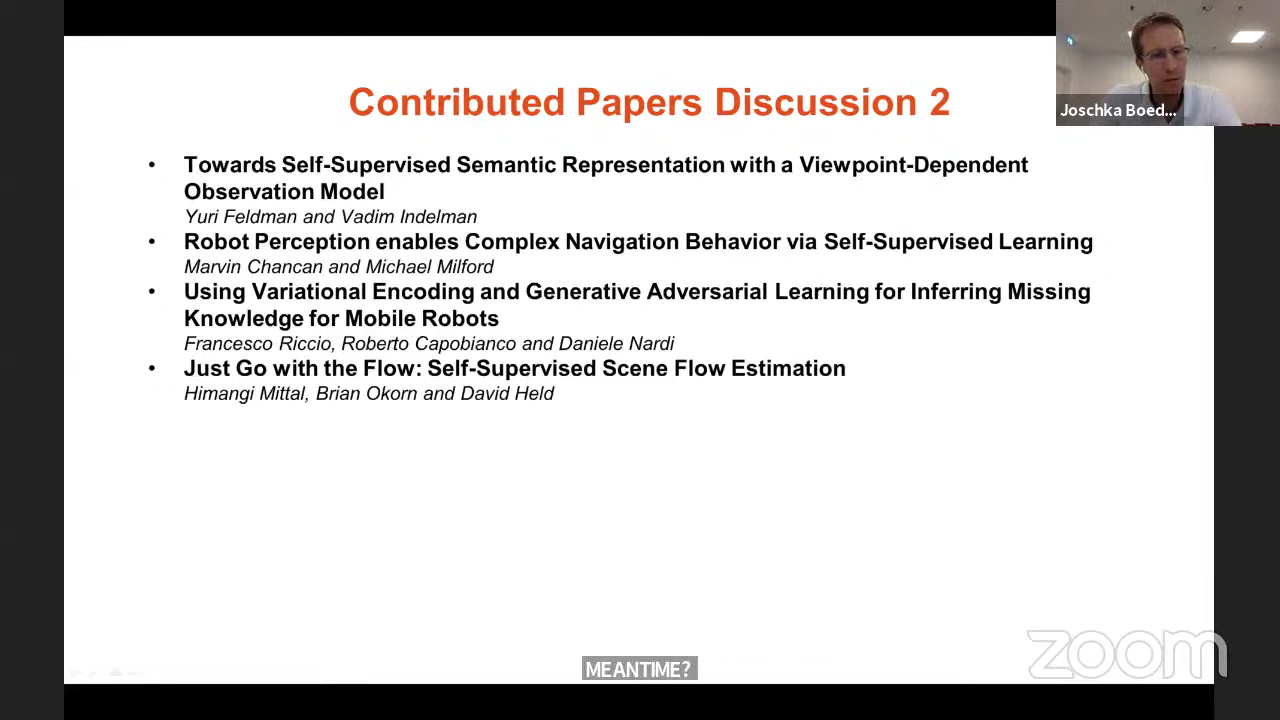 Contributed Papers Discussion 2
Joschka Boed...
• Towards Self-Supervised Semantic Representation with a Viewpoint-Dependent
Observation Model
Yuri Feldman and Vadim Indelman
• Robot Perception enables Complex Navigation Behavior via Self-Supervised Learning
Marvin Chancan and Michael Milford
• Using Variational Encoding and Generative Adversarial Learning for Inferring Missing
Knowledge for Mobile Robots
Francesco Riccio, Roberto Capobianco and Daniele Nardi
• Just Go with the Flow: Self-Supervised Scene Flow Estimation
Himangi Mittal, Brian Okorn and David Held
zoom
MEANTIME?